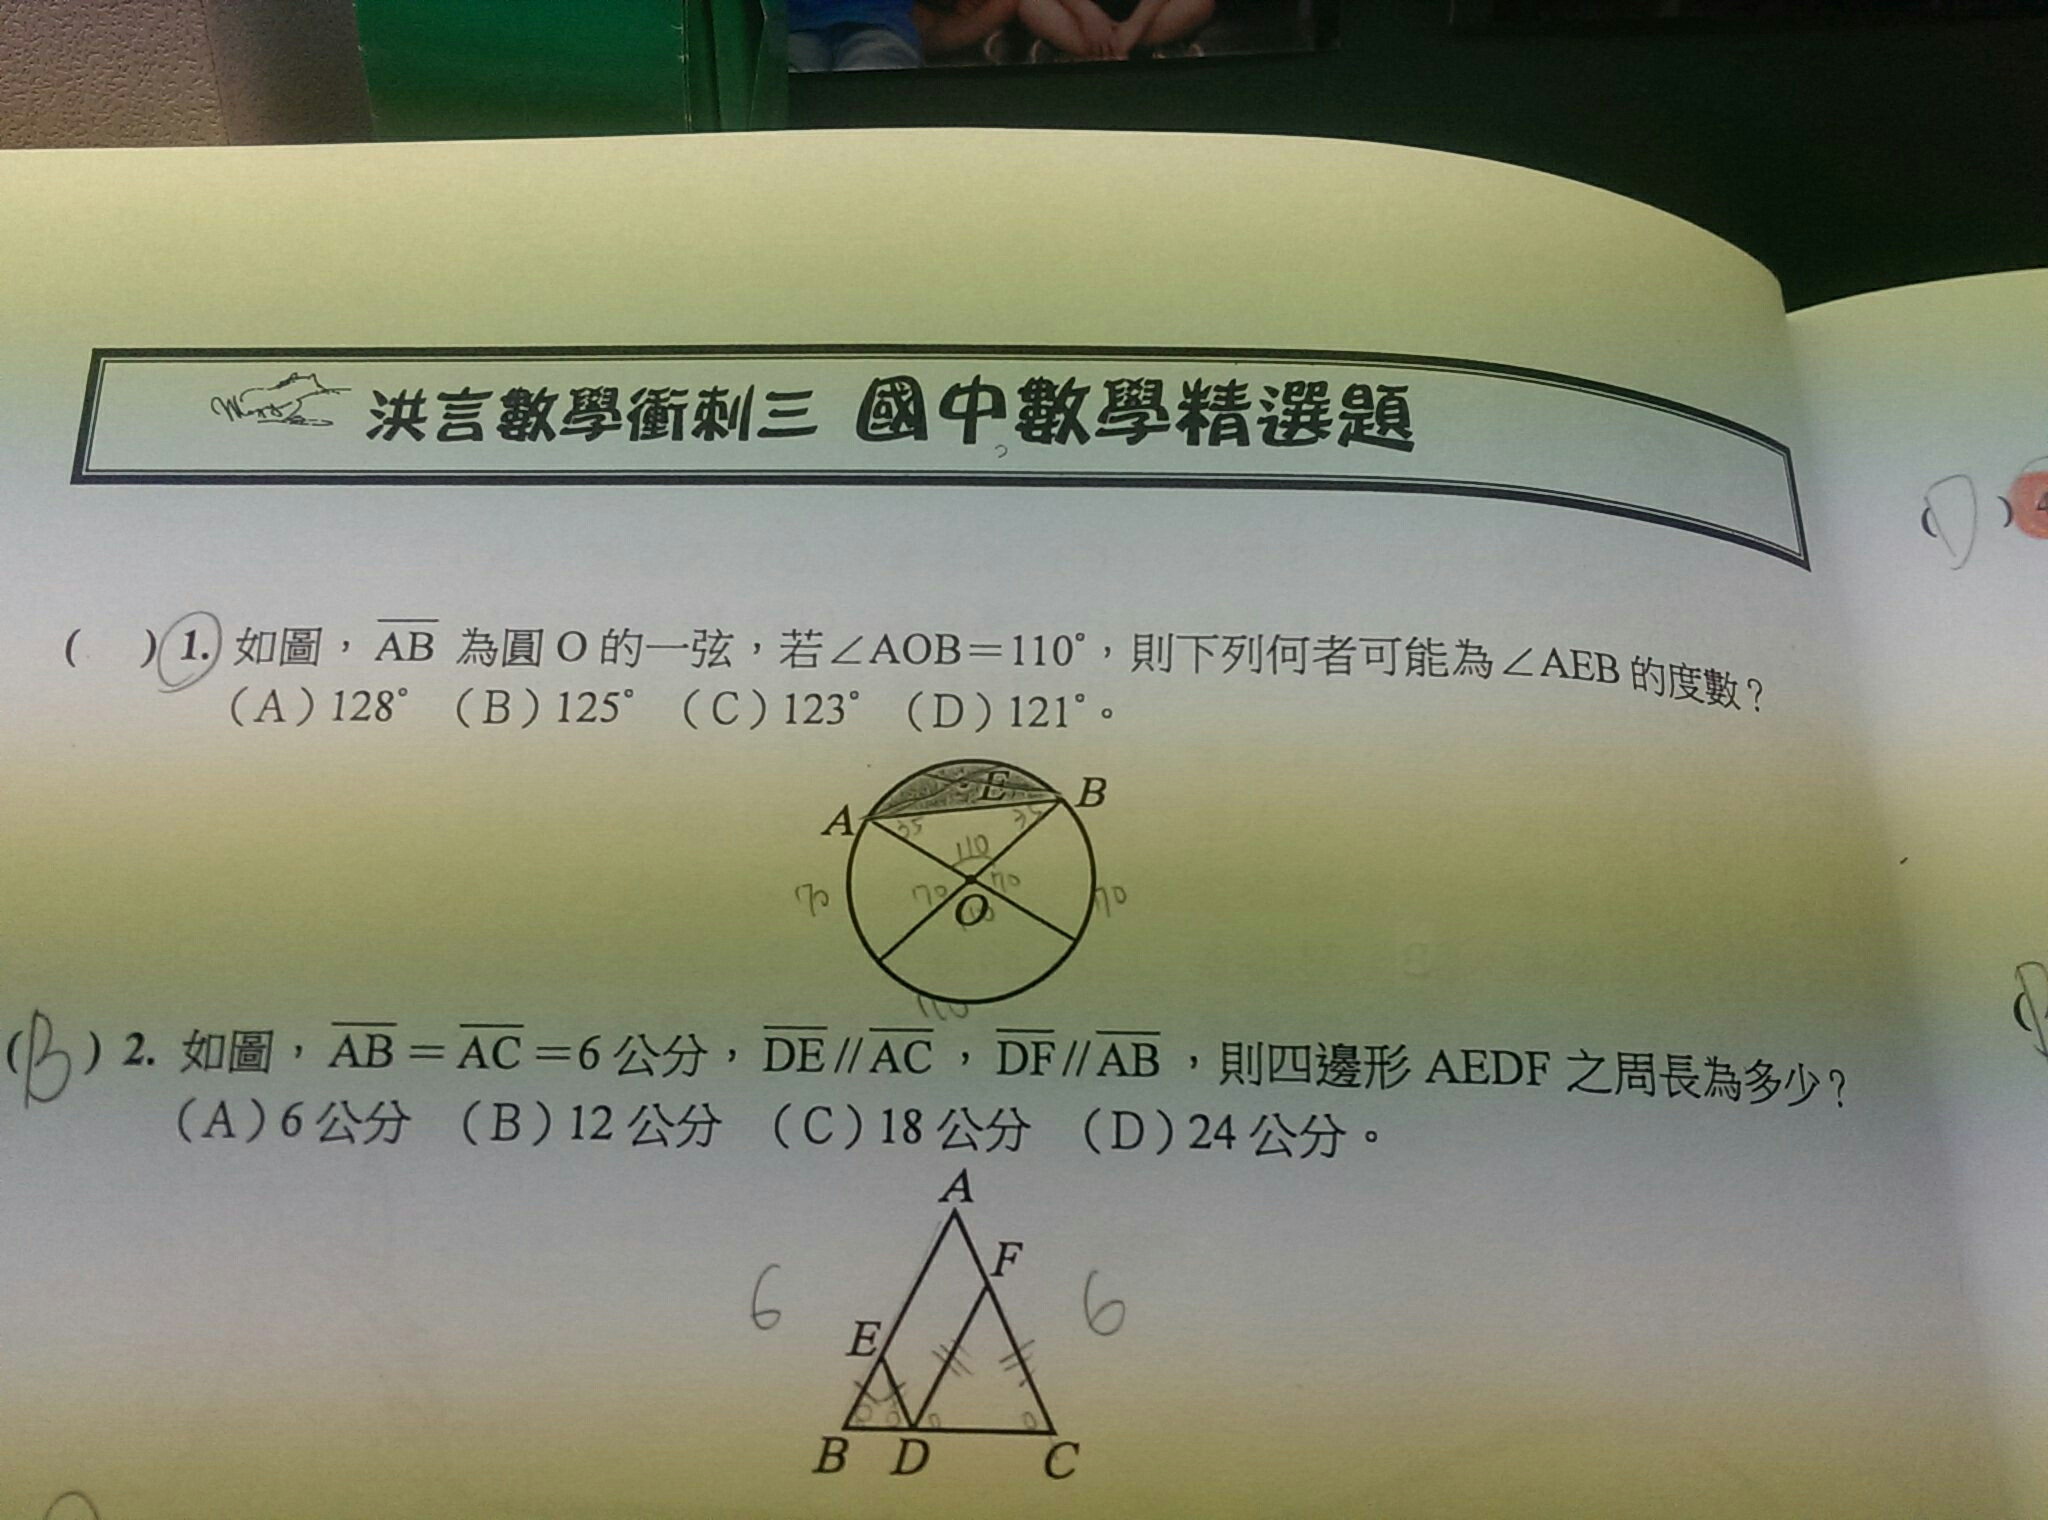 洪言數學衝刺三 國中數學精選題
( ) 1. 如圖，AB 為圓 O 的一弦，若∠AOB＝110°，則下列何者可能為∠AEB 的度數？
(A) 128° (B) 125° (C) 123° (D) 121°。
E
B
A
35
35
110
70
70
70
70
O
110
110
(B) 2. 如圖，AB＝AC＝6 公分，DE//AC，DF//AB，則四邊形 AEDF 之周長為多少？
(A) 6 公分 (B) 12 公分 (C) 18 公分 (D) 24 公分。
A
F
6
6
E
B D C
(D) 4